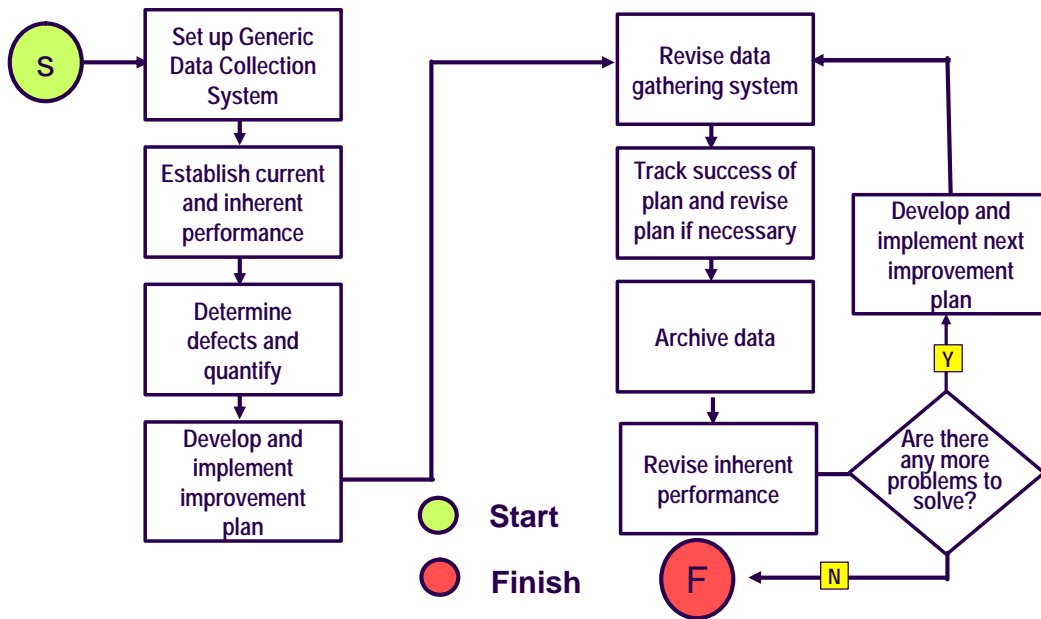 S
Set up Generic
Data Collection
System
Establish current
and inherent
performance
Determine
defects and
quantify
Develop and
implement
improvement
plan
Revise data
gathering system
Track success of
plan and revise
plan if necessary
Archive data
Revise inherent
performance
Are there
any more
problems to
solve?
Y
Develop and
implement next
improvement
plan
N
F
Start
Finish